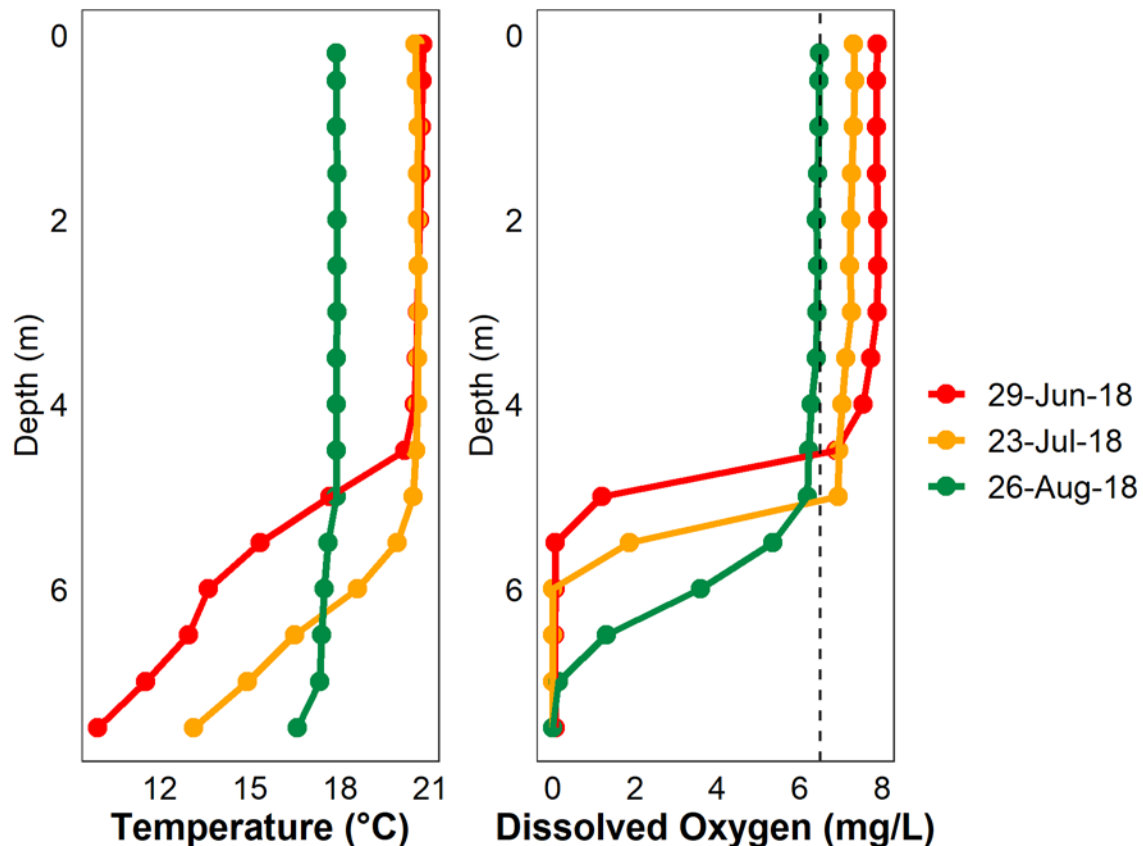 0
2
4
6
Depth (m)
12 15 18 21
Temperature (°C)
0
2
4
6
Depth (m)
0 2 4 6 8
Dissolved Oxygen (mg/L)
29-Jun-18
23-Jul-18
26-Aug-18